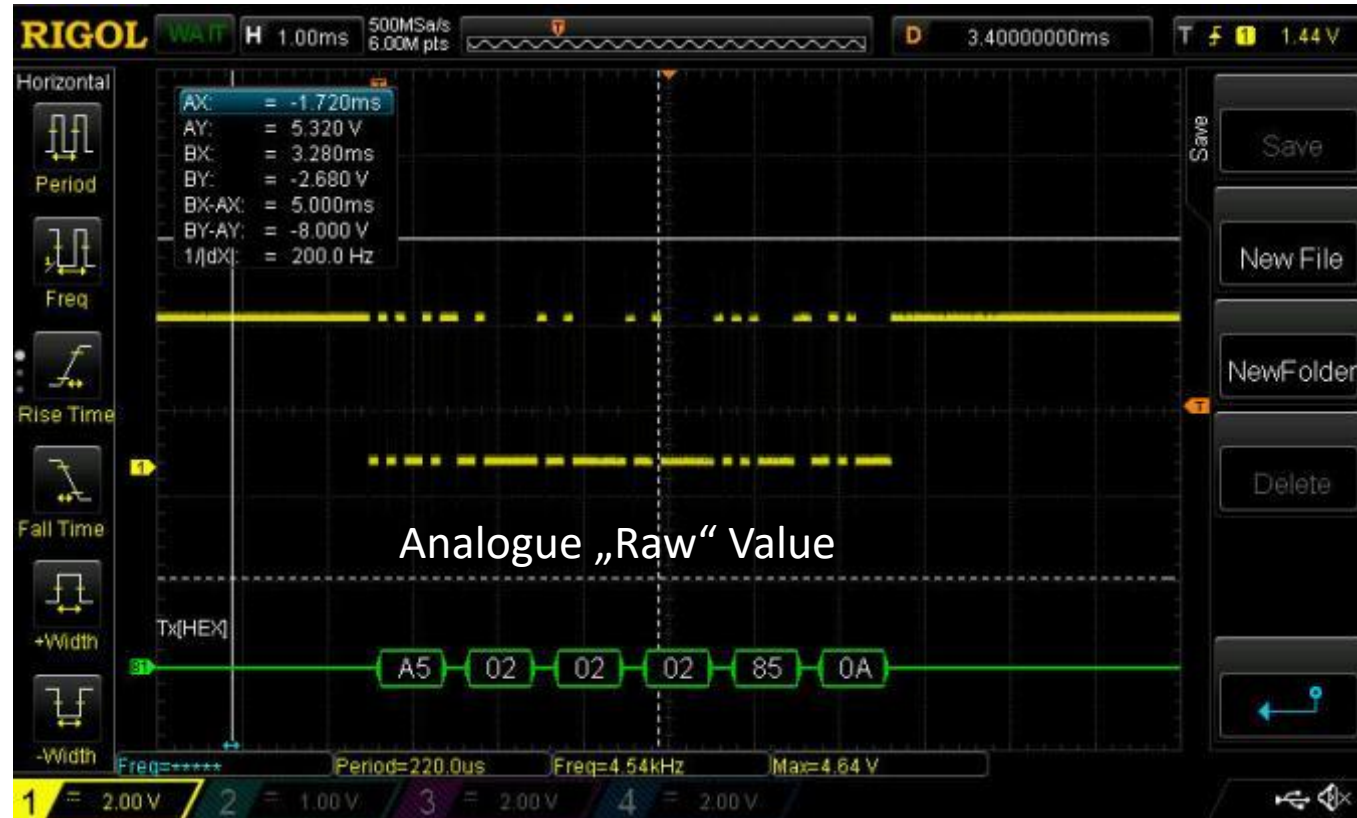 RIGOL WAIT H 1.00ms 500MSa/s 6.00M pts T D 3.40000000ms T 1 1.44 V
Horizontal
Period
Freq
Rise Time
Fall Time
+Width
-Width
AX: = -1.720ms
AY: = 5.320 V
BX: = 3.280ms
BY: = -2.680 V
BX-AX: = 5.000ms
BY-AY: = -8.000 V
1/|dX|: = 200.0 Hz
T
1
Analogue „Raw“ Value
Tx[HEX]
B1 A5 02 02 02 85 0A
Save
Save
New File
NewFolder
Delete
Freq=***** Period=220.0us Freq=4.54kHz Max=4.64 V
1 = 2.00 V 2 = 1.00 V 3 = 2.00 V 4 = 2.00 V